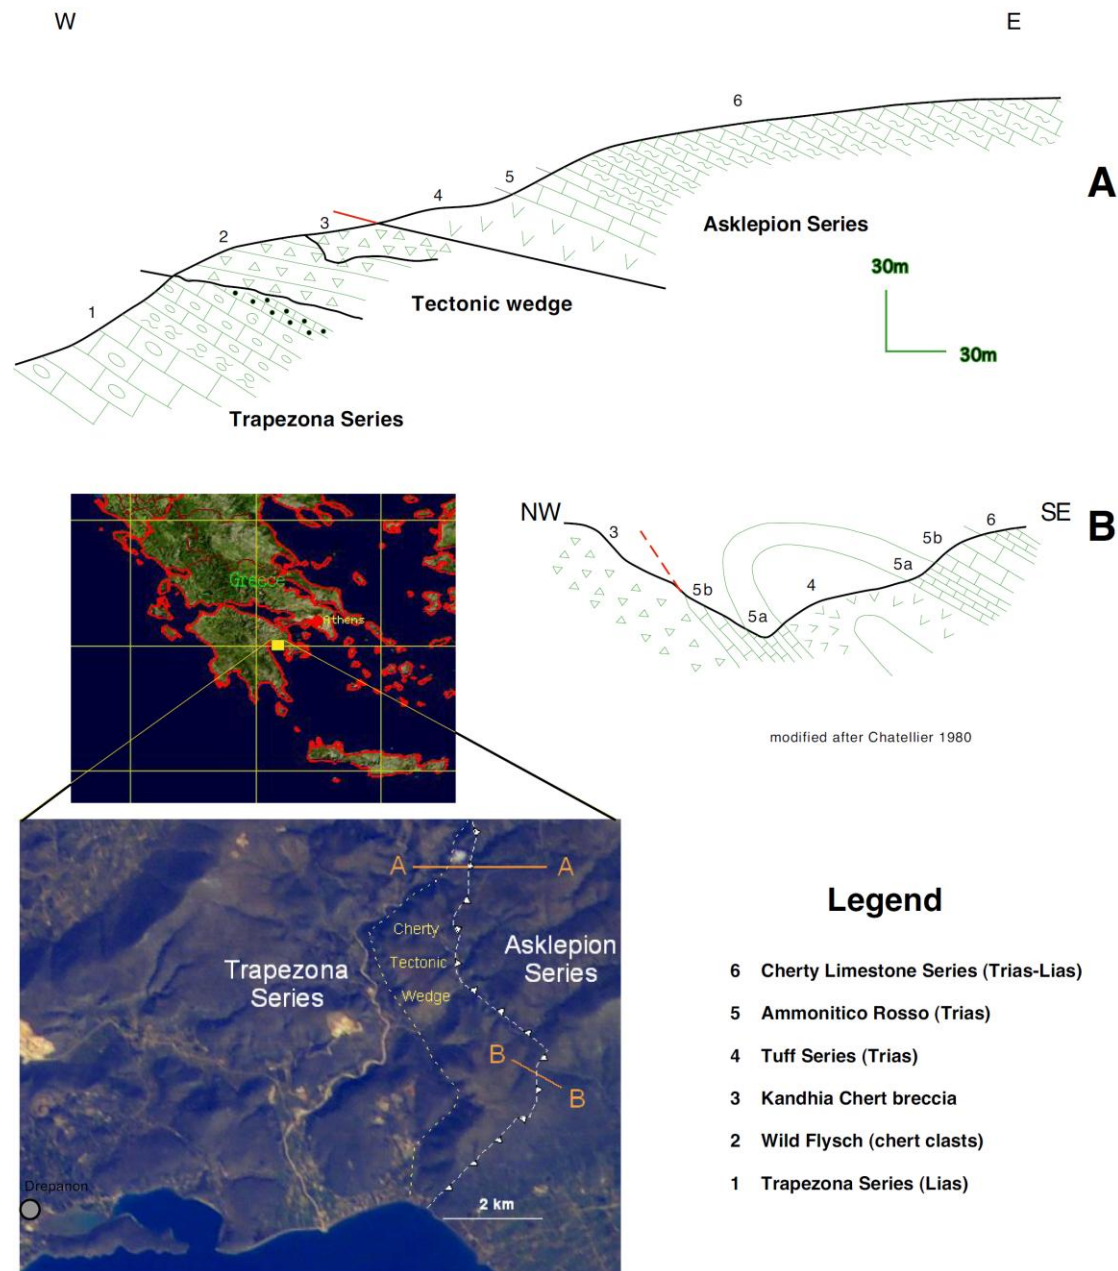 W
E
6
A
5
4
3
2
Asklepion Series
30m
Tectonic wedge
1
30m
Trapezona Series
NW
SE
B
3
6
5b
5a
5b
4
5a
Greece
Athens
modified after Chatellier 1980
A
A
Cherty
Tectonic
Wedge
Trapezona
Series
Asklepion
Series
B
B
Drepanon
2 km
Legend
6 Cherty Limestone Series (Trias-Lias)
5 Ammonitico Rosso (Trias)
4 Tuff Series (Trias)
3 Kandhia Chert breccia
2 Wild Flysch (chert clasts)
1 Trapezona Series (Lias)